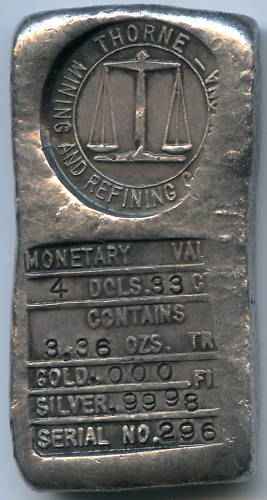 THORNE
MINING AND REFINING C
MONETARY VAL
4 DOLS.33 C
CONTAINS
3.36 OZS. TR
GOLD.000 .FI
SILVER.9998
SERIAL NO.296